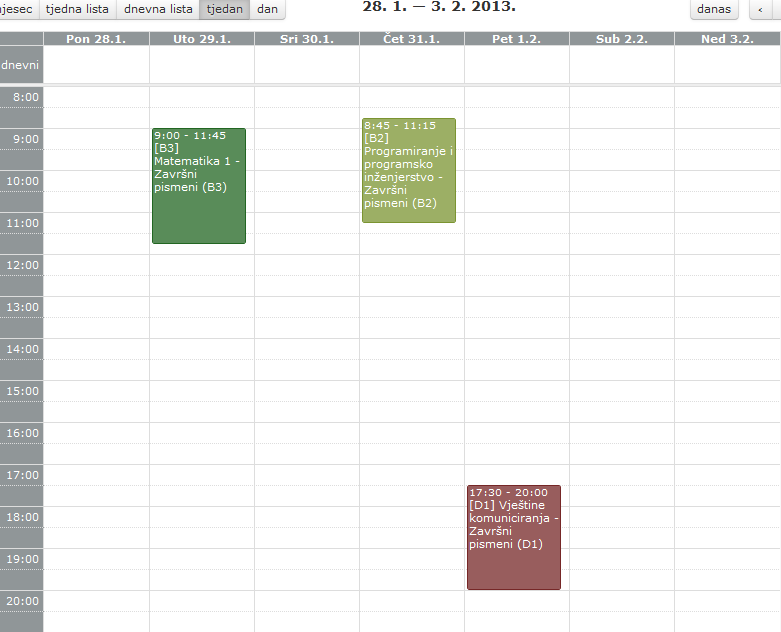 jesec tjedna lista dnevna lista tjedan dan
28. 1. — 3. 2. 2013.
danas ‹
Pon 28.1. Uto 29.1. Sri 30.1. Čet 31.1. Pet 1.2. Sub 2.2. Ned 3.2.
dnevni
8:00
9:00
10:00
11:00
12:00
13:00
14:00
15:00
16:00
17:00
18:00
19:00
20:00
9:00 - 11:45
[B3]
Matematika 1 -
Završni
pismeni (B3)
8:45 - 11:15
[B2]
Programiranje i
programsko
inženjerstvo -
Završni
pismeni (B2)
17:30 - 20:00
[D1] Vještine
komuniciranja -
Završni
pismeni (D1)